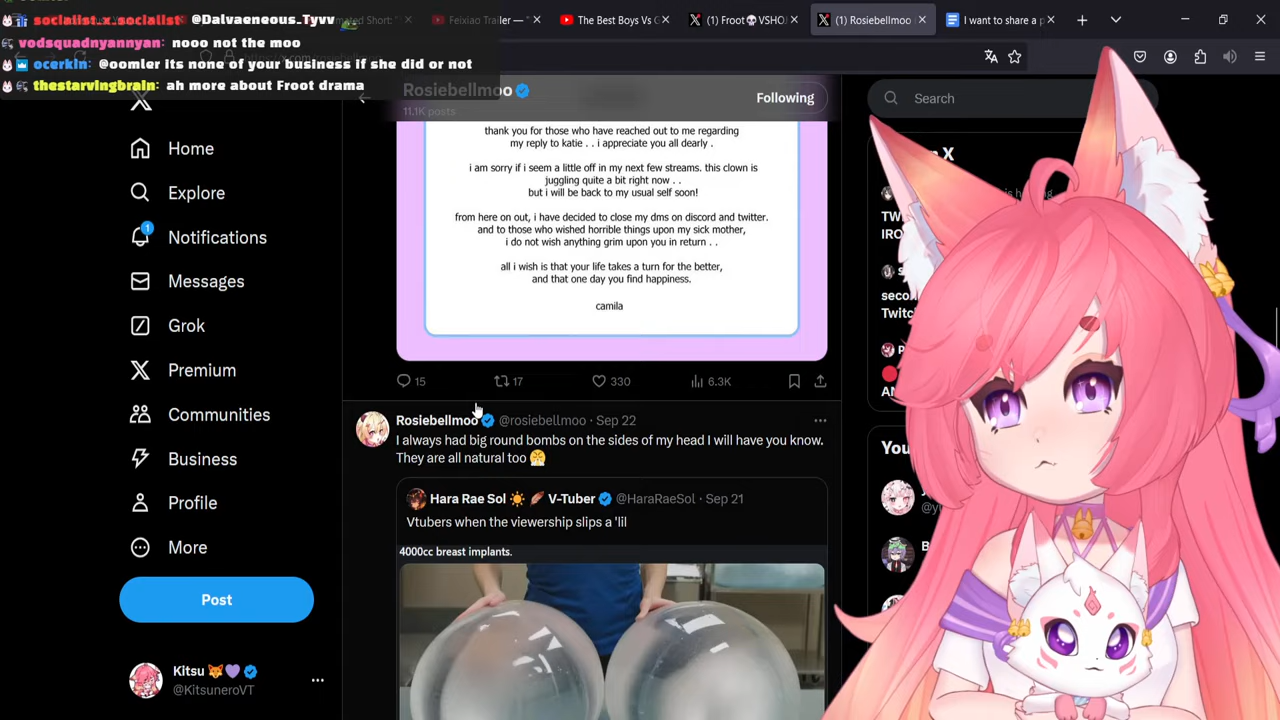 socialist.x.socialist @Dalvaeneous_Tyvv
vodsquadnyannyan: nooo not the moo
ocerkin: @oomler its none of your business if she did or not
thestarvingbrain: ah more about Froot drama
Feixiao Trailer — "
The Best Boys Vs G
(1) Froot💀VSHO
(1) Rosiebellmoo
I want to share a p
Rosiebellmoo
11.1K posts
Following
Search
Home
Explore
1
Notifications
Messages
Grok
Premium
Communities
Business
Profile
More
Post
Kitsu 🦊💜
@KitsuneroVT
thank you for those who have reached out to me regarding
my reply to katie . . i appreciate you all dearly .
i am sorry if i seem a little off in my next few streams. this clown is
juggling quite a bit right now . .
but i will be back to my usual self soon!
from here on out, i have decided to close my dms on discord and twitter.
and to those who wished horrible things upon my sick mother,
i do not wish anything grim upon you in return . .
all i wish is that your life takes a turn for the better,
and that one day you find happiness.
camila
15
17
330
6.3K
Rosiebellmoo @rosiebellmoo · Sep 22
I always had big round bombs on the sides of my head I will have you know.
They are all natural too 😤
Hara Rae Sol ☀️ 🪶 V-Tuber @HaraRaeSol · Sep 21
Vtubers when the viewership slips a 'lil
4000cc breast implants.